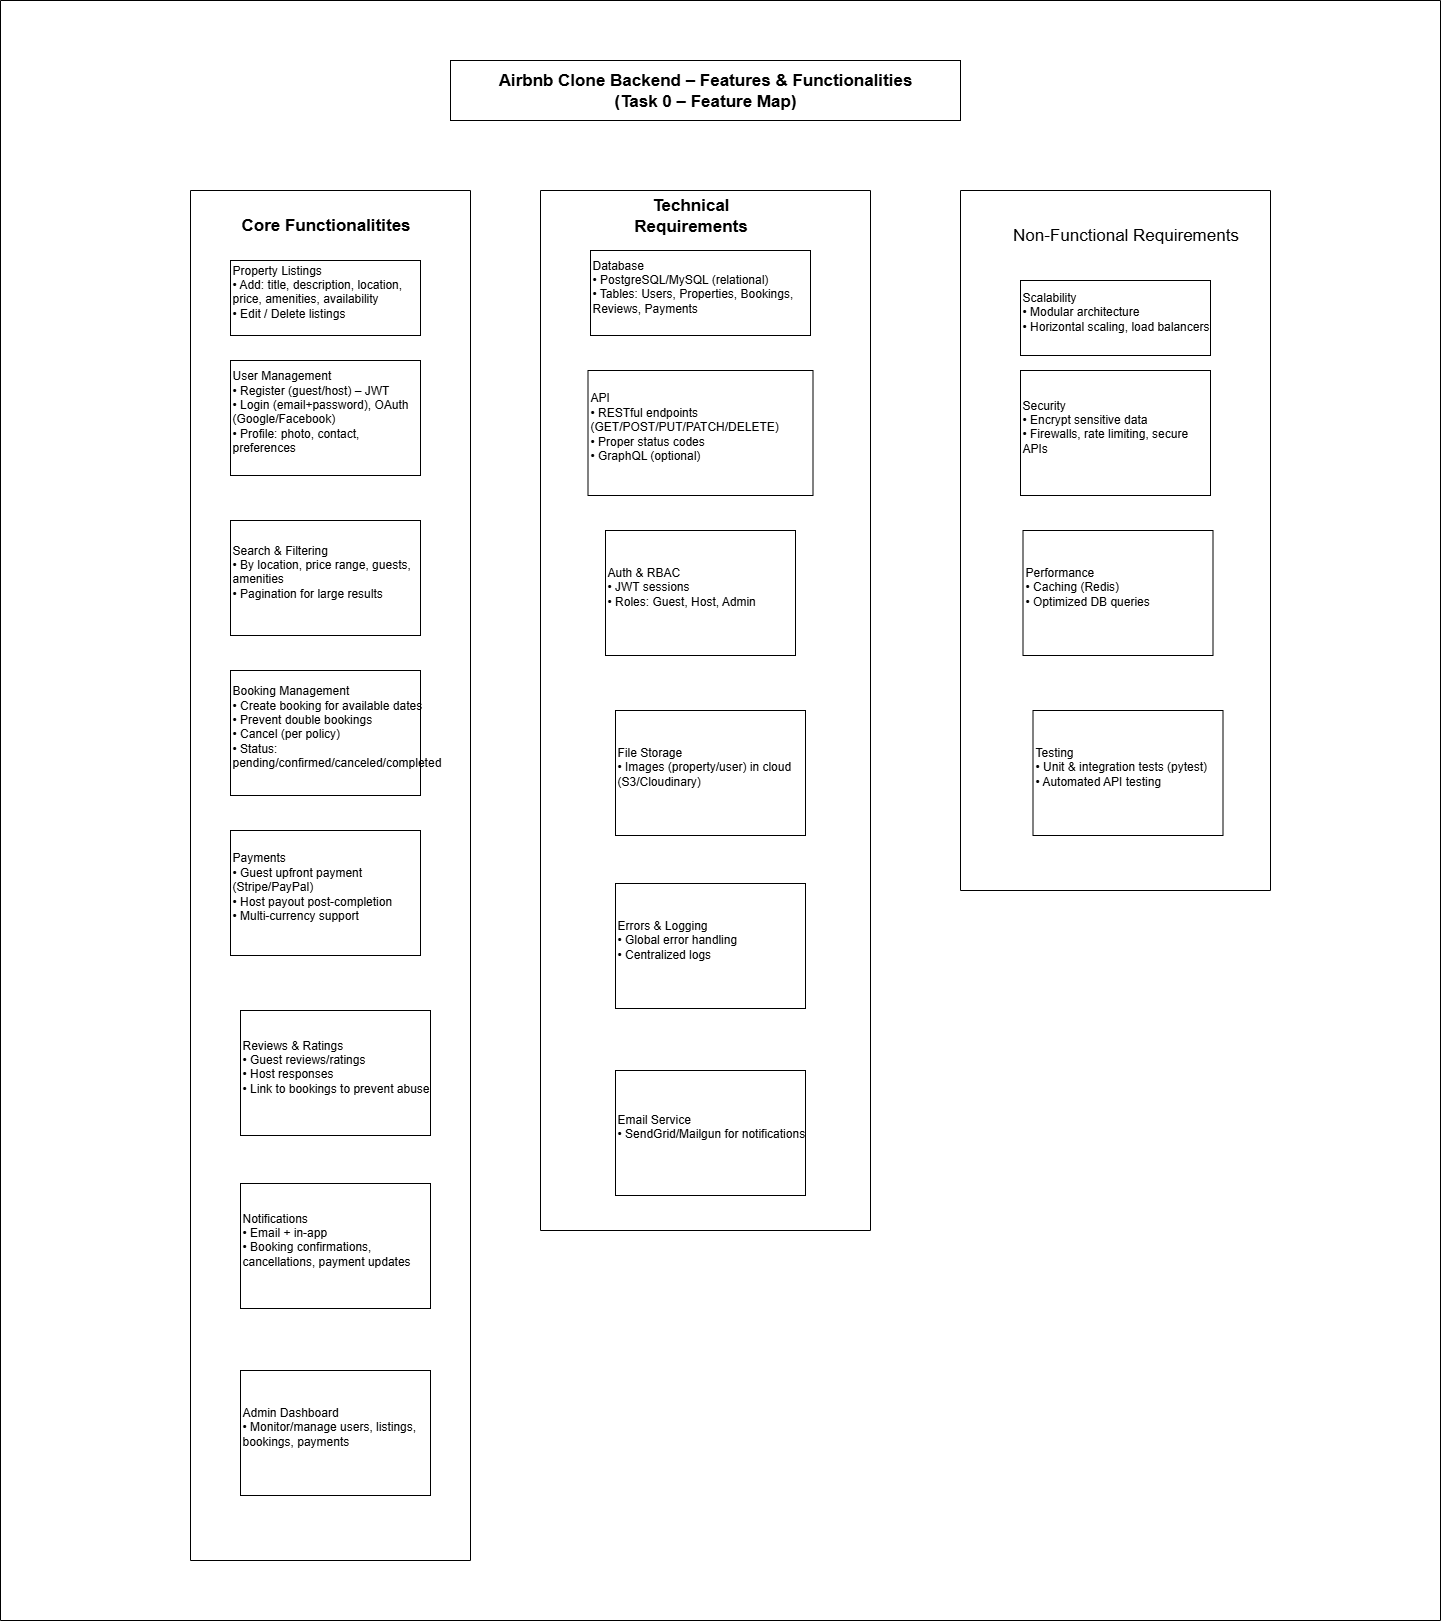 Airbnb Clone Backend – Features & Functionalities
(Task 0 – Feature Map)
Core Functionalitites
Property Listings
• Add: title, description, location,
price, amenities, availability
• Edit / Delete listings
User Management
• Register (guest/host) – JWT
• Login (email+password), OAuth
(Google/Facebook)
• Profile: photo, contact,
preferences
Search & Filtering
• By location, price range, guests,
amenities
• Pagination for large results
Booking Management
• Create booking for available dates
• Prevent double bookings
• Cancel (per policy)
• Status:
pending/confirmed/canceled/completed
Payments
• Guest upfront payment
(Stripe/PayPal)
• Host payout post-completion
• Multi-currency support
Reviews & Ratings
• Guest reviews/ratings
• Host responses
• Link to bookings to prevent abuse
Notifications
• Email + in-app
• Booking confirmations,
cancellations, payment updates
Admin Dashboard
• Monitor/manage users, listings,
bookings, payments
Technical
Requirements
Database
• PostgreSQL/MySQL (relational)
• Tables: Users, Properties, Bookings,
Reviews, Payments
API
• RESTful endpoints
(GET/POST/PUT/PATCH/DELETE)
• Proper status codes
• GraphQL (optional)
Auth & RBAC
• JWT sessions
• Roles: Guest, Host, Admin
File Storage
• Images (property/user) in cloud
(S3/Cloudinary)
Errors & Logging
• Global error handling
• Centralized logs
Email Service
• SendGrid/Mailgun for notifications
Non-Functional Requirements
Scalability
• Modular architecture
• Horizontal scaling, load balancers
Security
• Encrypt sensitive data
• Firewalls, rate limiting, secure
APIs
Performance
• Caching (Redis)
• Optimized DB queries
Testing
• Unit & integration tests (pytest)
• Automated API testing